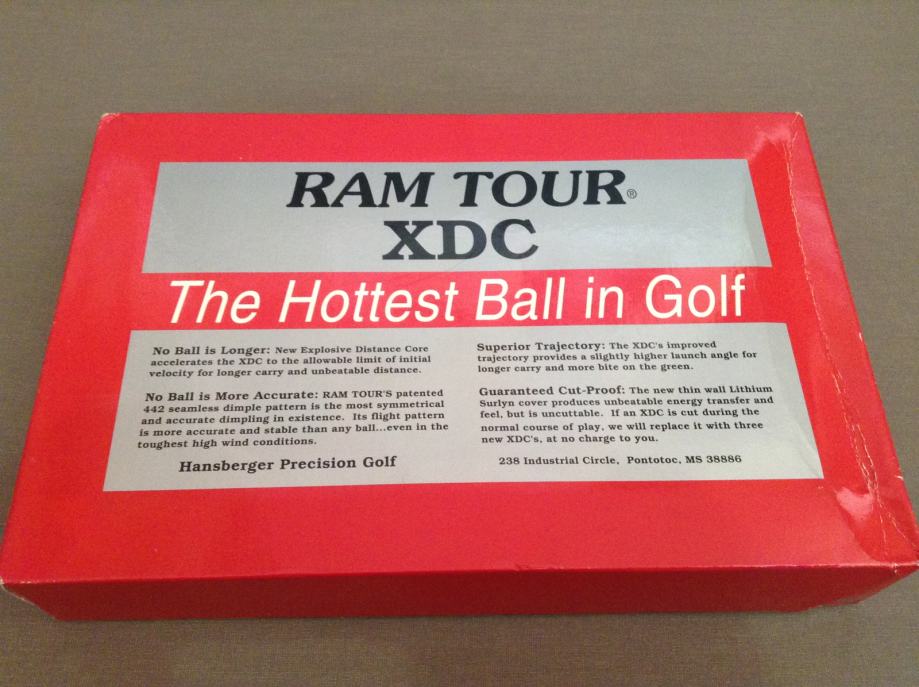 RAM TOUR®
XDC
The Hottest Ball in Golf
No Ball is Longer: New Explosive Distance Core
accelerates the XDC to the allowable limit of initial
velocity for longer carry and unbeatable distance.
No Ball is More Accurate: RAM TOUR'S patented
442 seamless dimple pattern is the most symmetrical
and accurate dimpling in existence. Its flight pattern
is more accurate and stable than any ball...even in the
toughest high wind conditions.
Hansberger Precision Golf
Superior Trajectory: The XDC's improved
trajectory provides a slightly higher launch angle for
longer carry and more bite on the green.
Guaranteed Cut-Proof: The new thin wall Lithium
Surlyn cover produces unbeatable energy transfer and
feel, but is uncuttable. If an XDC is cut during the
normal course of play, we will replace it with three
new XDC's, at no charge to you.
238 Industrial Circle, Pontotoc, MS 38886